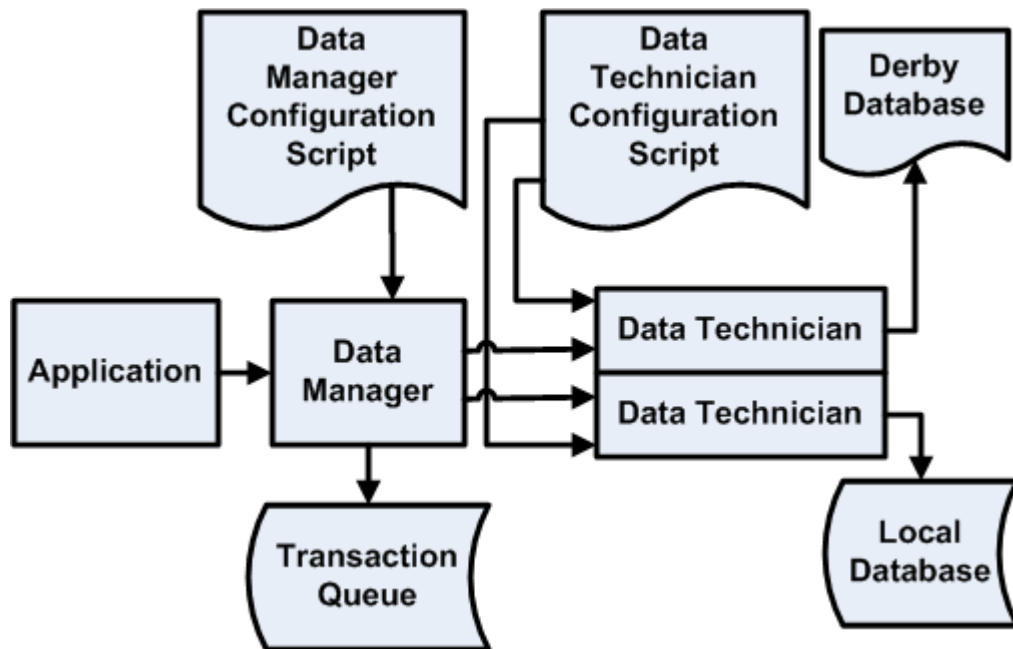 Data
Manager
Configuration
Script
Data
Technician
Configuration
Script
Derby
Database
Application
Data
Manager
Data Technician
Data Technician
Transaction
Queue
Local
Database